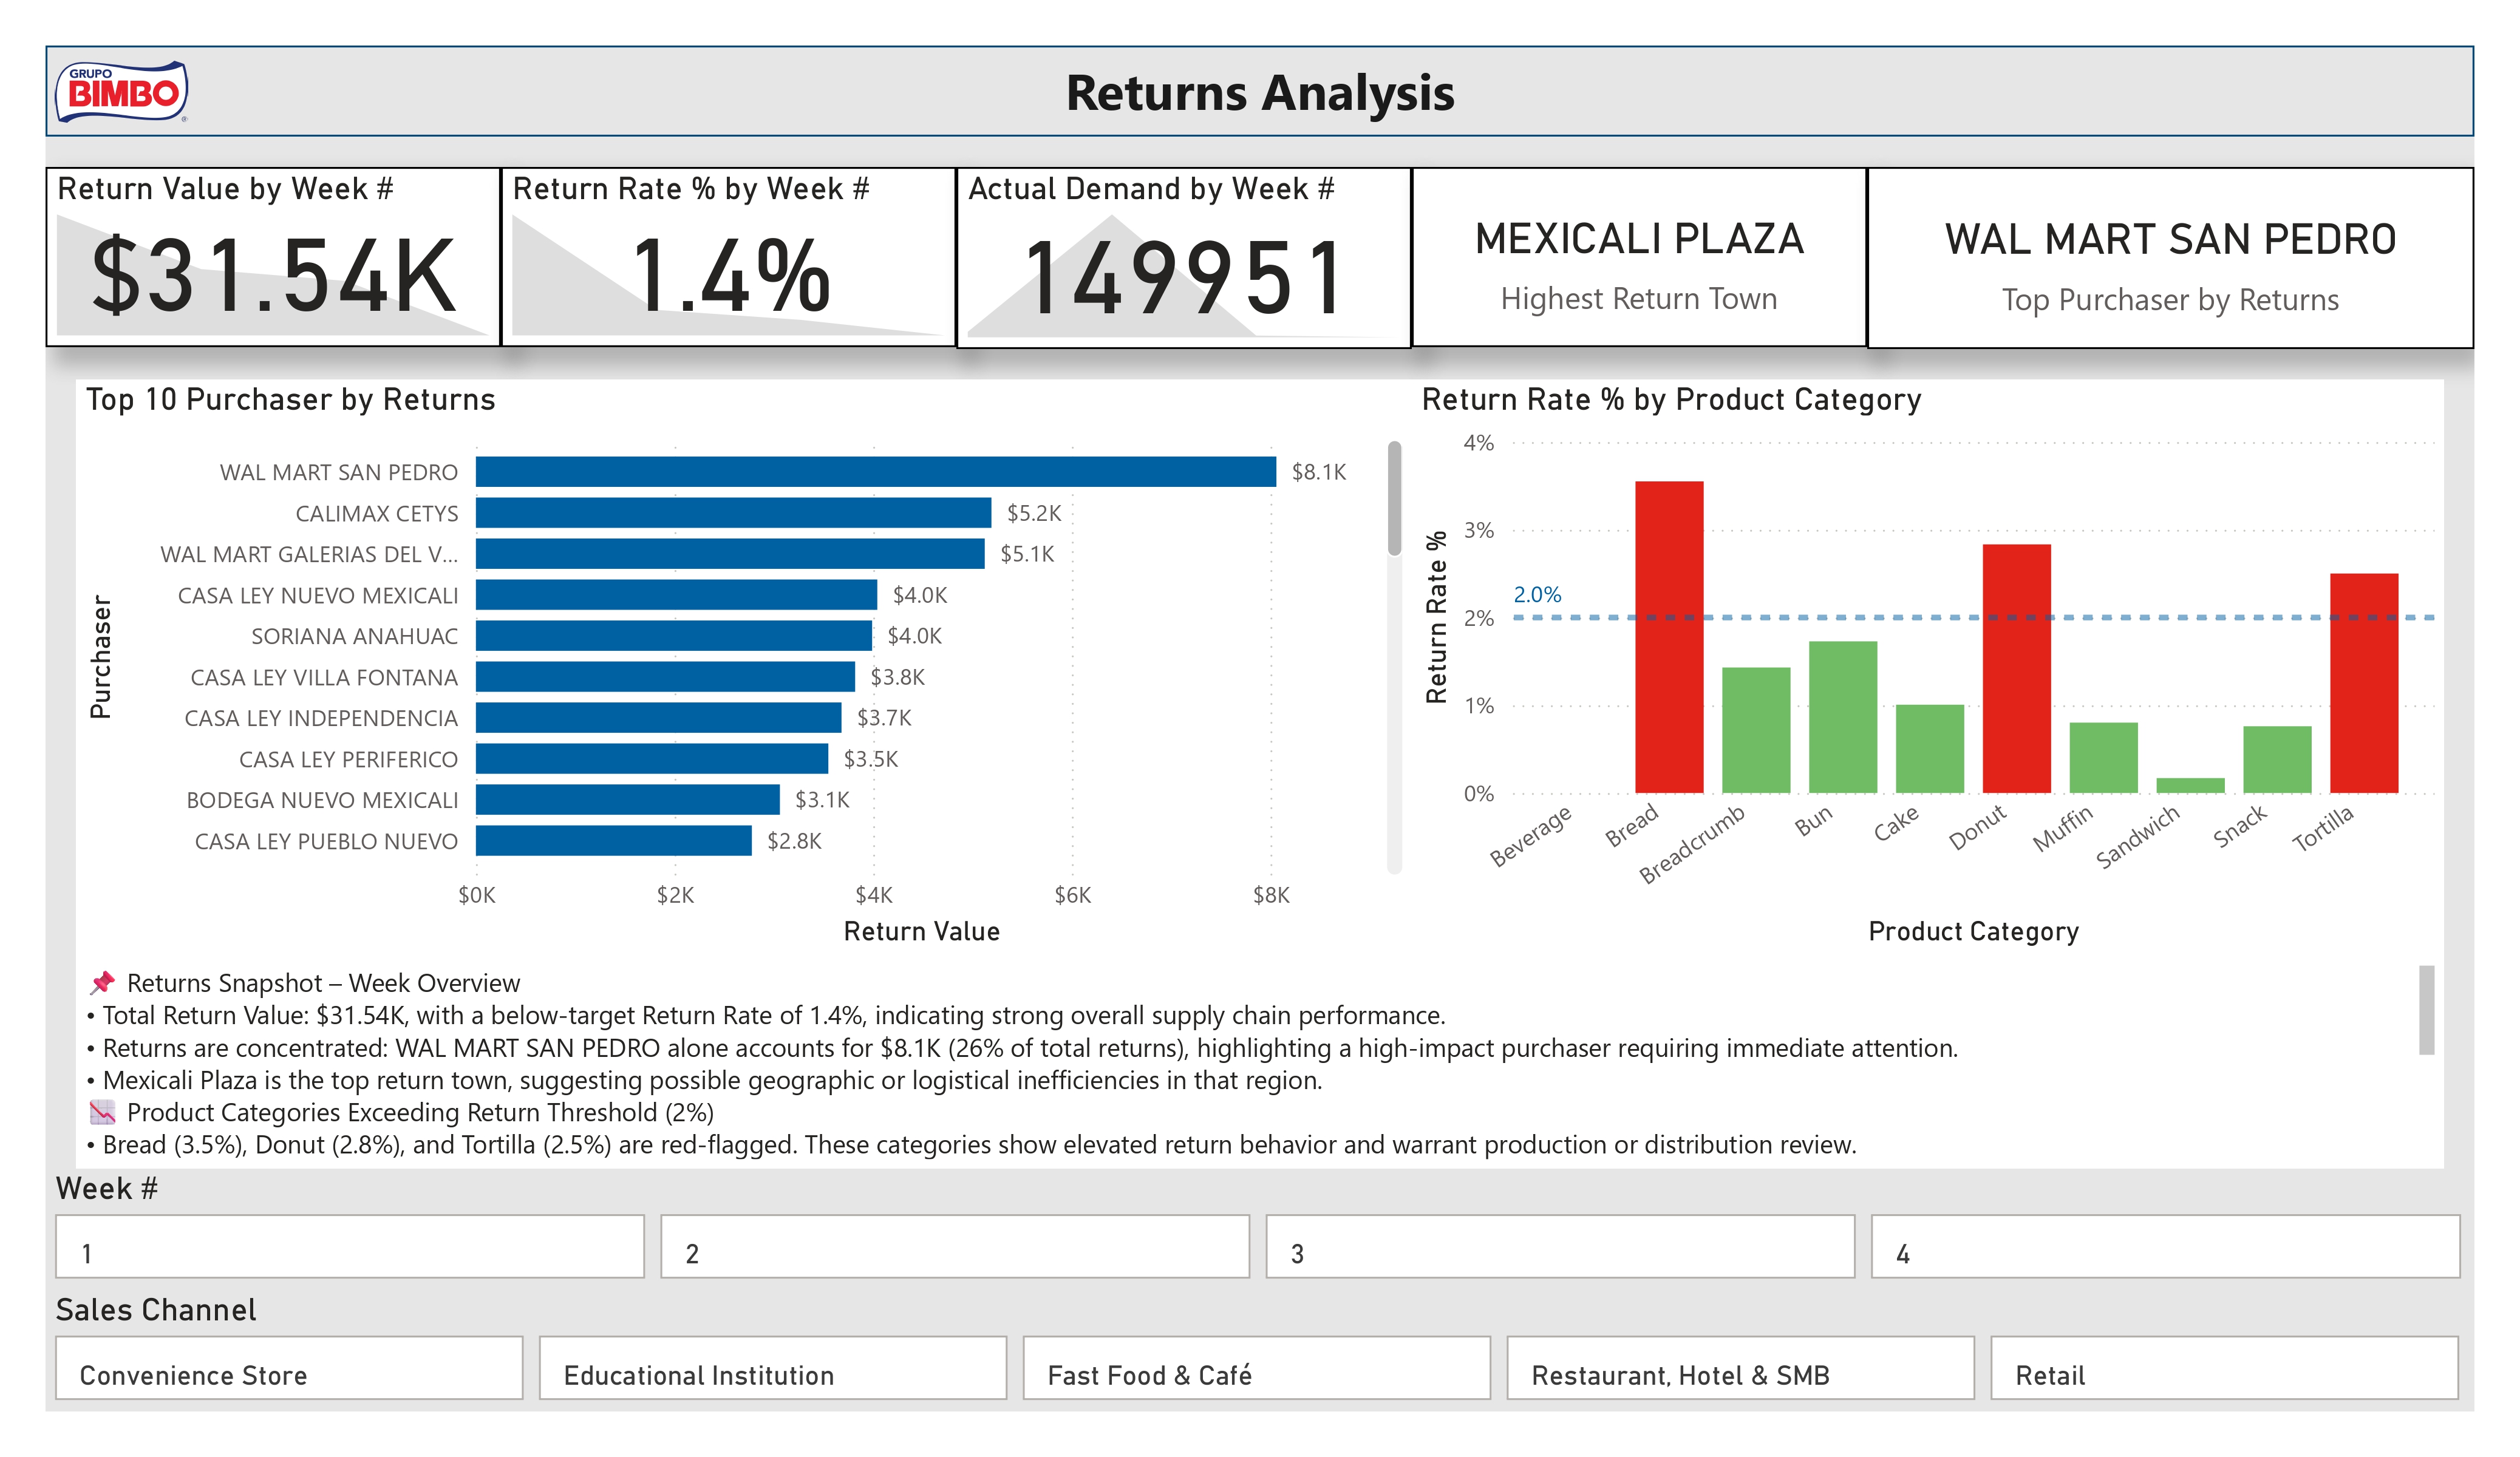 GRUPO
BIMBO
®
Returns Analysis
Return Value by Week #
$31.54K
Return Rate % by Week #
1.4%
Actual Demand by Week #
149951
MEXICALI PLAZA
Highest Return Town
WAL MART SAN PEDRO
Top Purchaser by Returns
Top 10 Purchaser by Returns
Purchaser
WAL MART SAN PEDRO $8.1K
CALIMAX CETYS $5.2K
WAL MART GALERIAS DEL V... $5.1K
CASA LEY NUEVO MEXICALI $4.0K
SORIANA ANAHUAC $4.0K
CASA LEY VILLA FONTANA $3.8K
CASA LEY INDEPENDENCIA $3.7K
CASA LEY PERIFERICO $3.5K
BODEGA NUEVO MEXICALI $3.1K
CASA LEY PUEBLO NUEVO $2.8K
$0K $2K $4K $6K $8K
Return Value
Return Rate % by Product Category
Return Rate %
4%
3%
2.0%
2%
1%
0%
Beverage Bread Breadcrumb Bun Cake Donut Muffin Sandwich Snack Tortilla
Product Category
📌 Returns Snapshot – Week Overview
• Total Return Value: $31.54K, with a below-target Return Rate of 1.4%, indicating strong overall supply chain performance.
• Returns are concentrated: WAL MART SAN PEDRO alone accounts for $8.1K (26% of total returns), highlighting a high-impact purchaser requiring immediate attention.
• Mexicali Plaza is the top return town, suggesting possible geographic or logistical inefficiencies in that region.
📉 Product Categories Exceeding Return Threshold (2%)
• Bread (3.5%), Donut (2.8%), and Tortilla (2.5%) are red-flagged. These categories show elevated return behavior and warrant production or distribution review.
Week #
1 2 3 4
Sales Channel
Convenience Store Educational Institution Fast Food & Café Restaurant, Hotel & SMB Retail